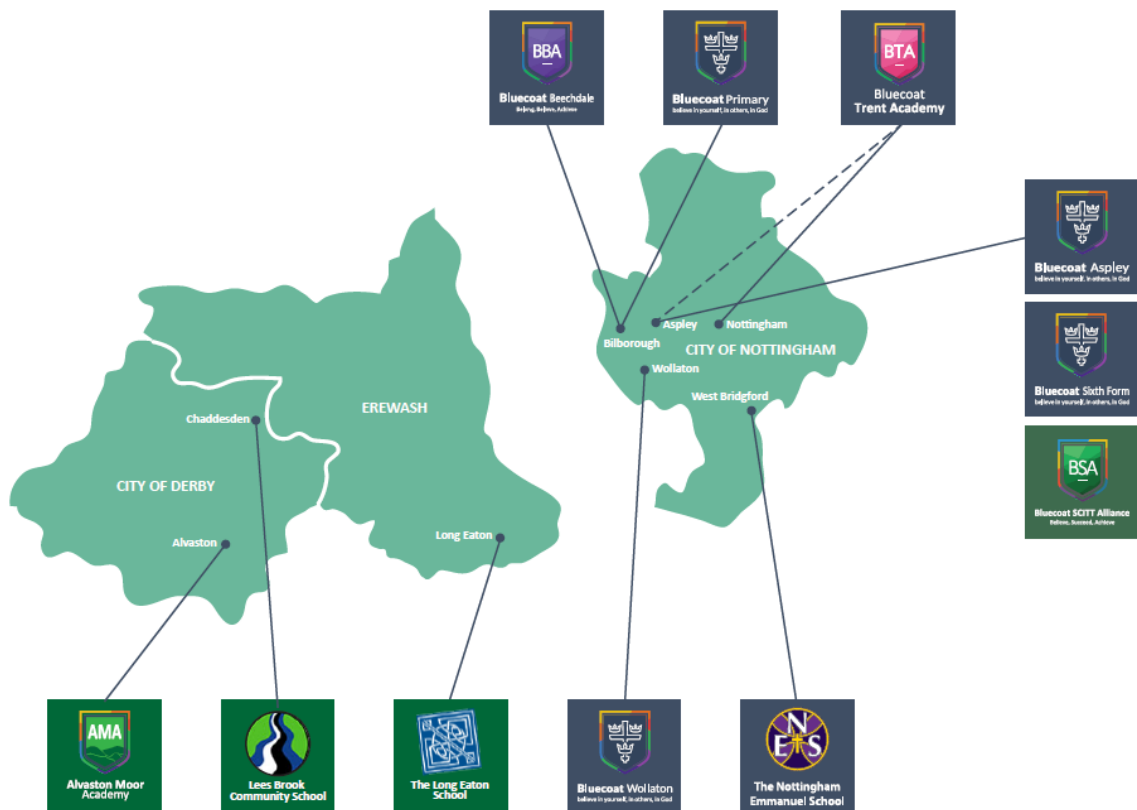 BBA
Bluecoat Beechdale
Belong, Believe, Achieve
Bluecoat Primary
believe in yourself, in others, in God
BTA
Bluecoat
Trent Academy
Bluecoat Aspley
believe in yourself, in others, in God
Bluecoat Sixth Form
believe in yourself, in others, in God
BSA
Bluecoat SCITT Alliance
Believe, Succeed, Achieve
Bilborough
Aspley
Nottingham
CITY OF NOTTINGHAM
Wollaton
West Bridgford
EREWASH
Chaddesden
CITY OF DERBY
Alvaston
Long Eaton
AMA
Alvaston Moor
Academy
Lees Brook
Community School
The Long Eaton
School
Bluecoat Wollaton
believe in yourself, in others, in God
N
E S
The Nottingham
Emmanuel School